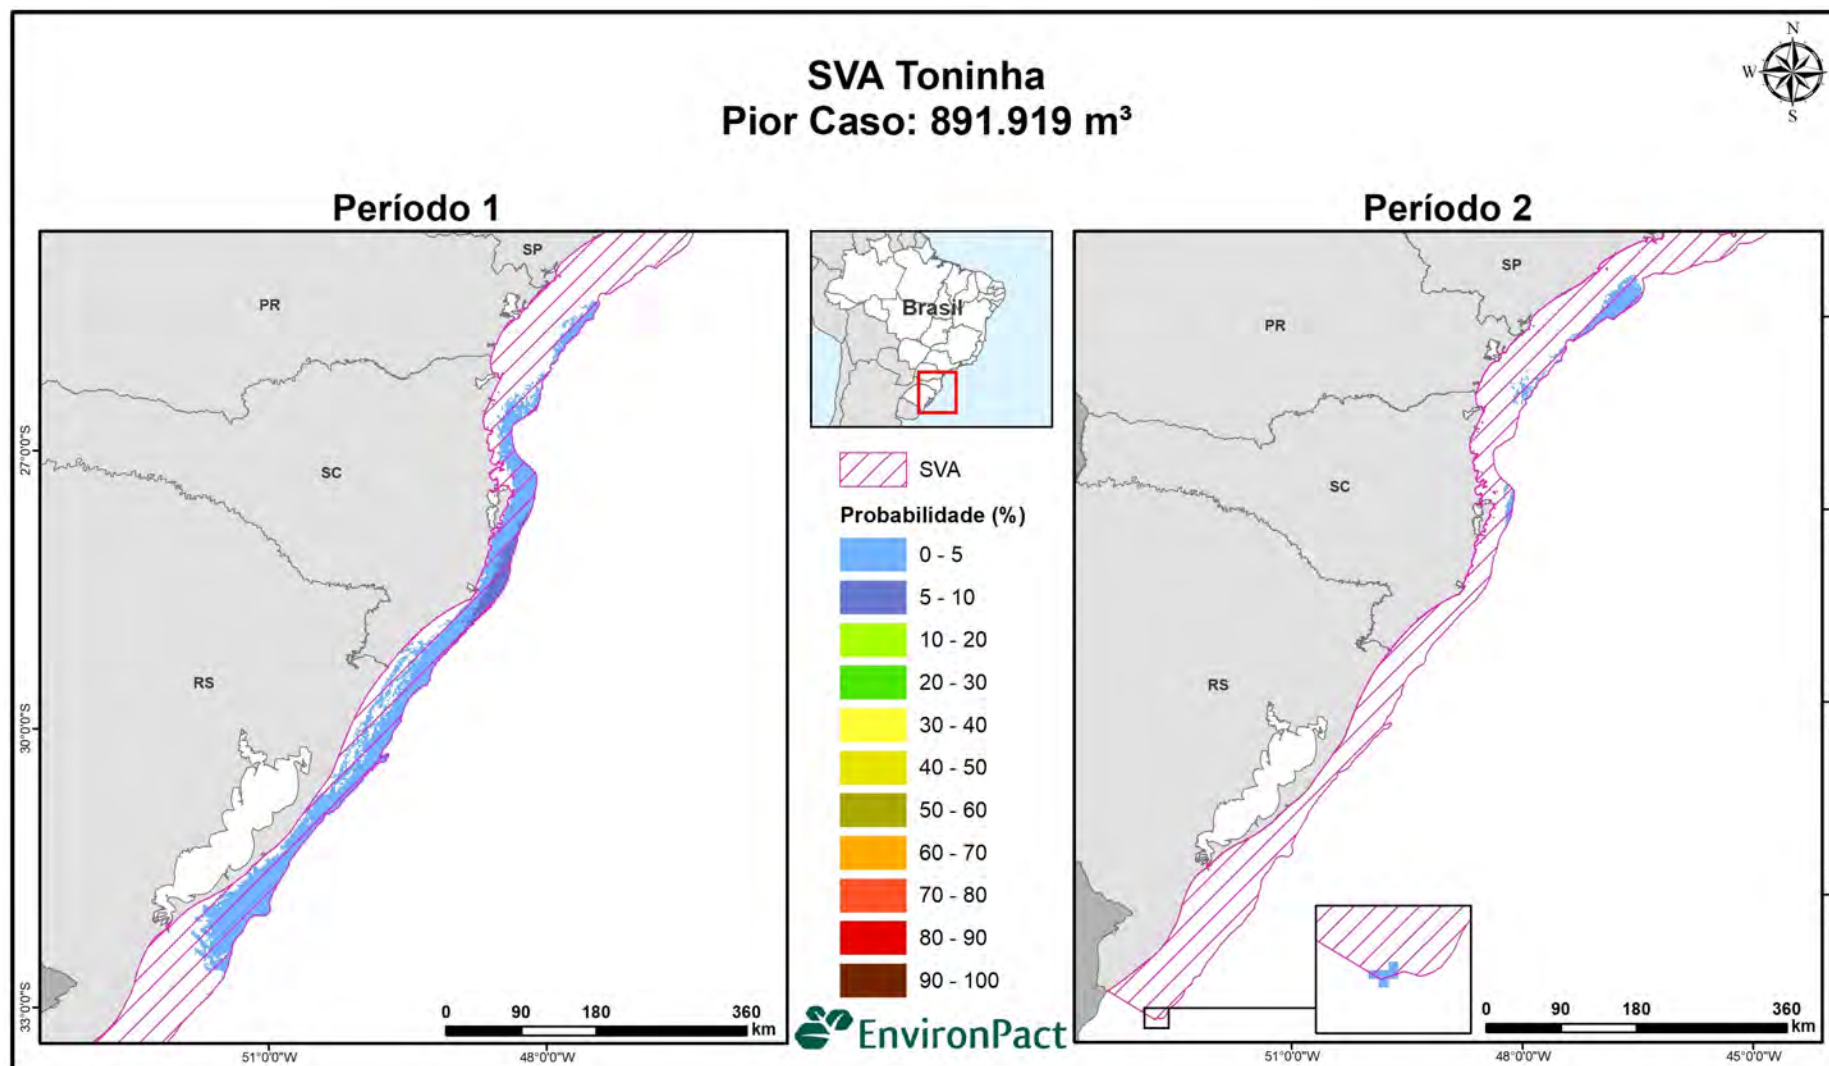 SVA Toninha
Pior Caso: 891.919 m³
N
W
S
Período 1
Período 2
SP
PR
SC
RS
27°0'0"S
30°0'0"S
33°0'0"S
51°0'0"W
48°0'0"W
0 90 180 360
km
Brasil
SVA
Probabilidade (%)
0 - 5
5 - 10
10 - 20
20 - 30
30 - 40
40 - 50
50 - 60
60 - 70
70 - 80
80 - 90
90 - 100
EnvironPact
SP
PR
SC
RS
0 90 180 360
km
51°0'0"W
48°0'0"W
45°0'0"W